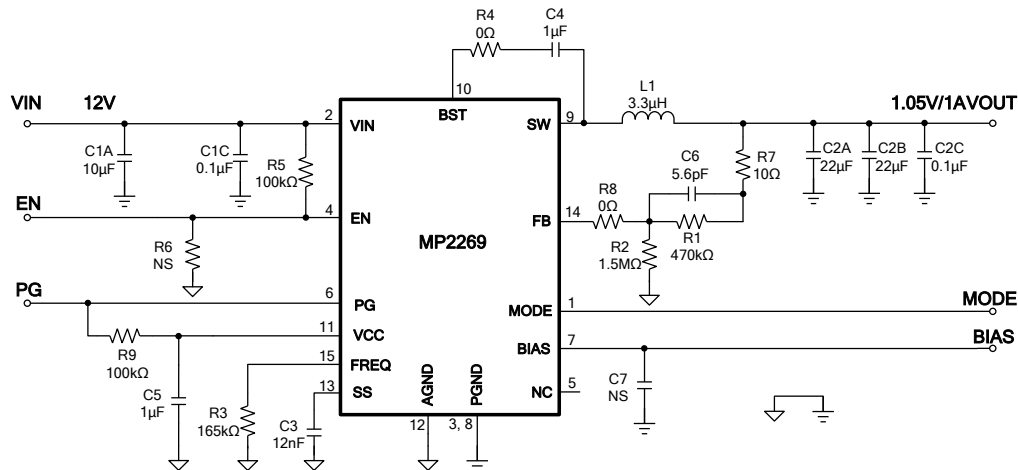 R4
0Ω
C4
1µF
10
BST
VIN
12V
2
VIN
C1A
10µF
C1C
0.1µF
R5
100kΩ
EN
4
EN
R6
NS
PG
6
PG
11
VCC
R9
100kΩ
15
FREQ
C5
1µF
13
SS
R3
165kΩ
C3
12nF
MP2269
AGND
PGND
12
3, 8
SW
9
L1
3.3µH
1.05V/1AVOUT
C6
5.6pF
R7
10Ω
C2A
22µF
C2B
22µF
C2C
0.1µF
R8
0Ω
FB
14
R2
1.5MΩ
R1
470kΩ
MODE
1
MODE
BIAS
7
BIAS
NC
5
C7
NS